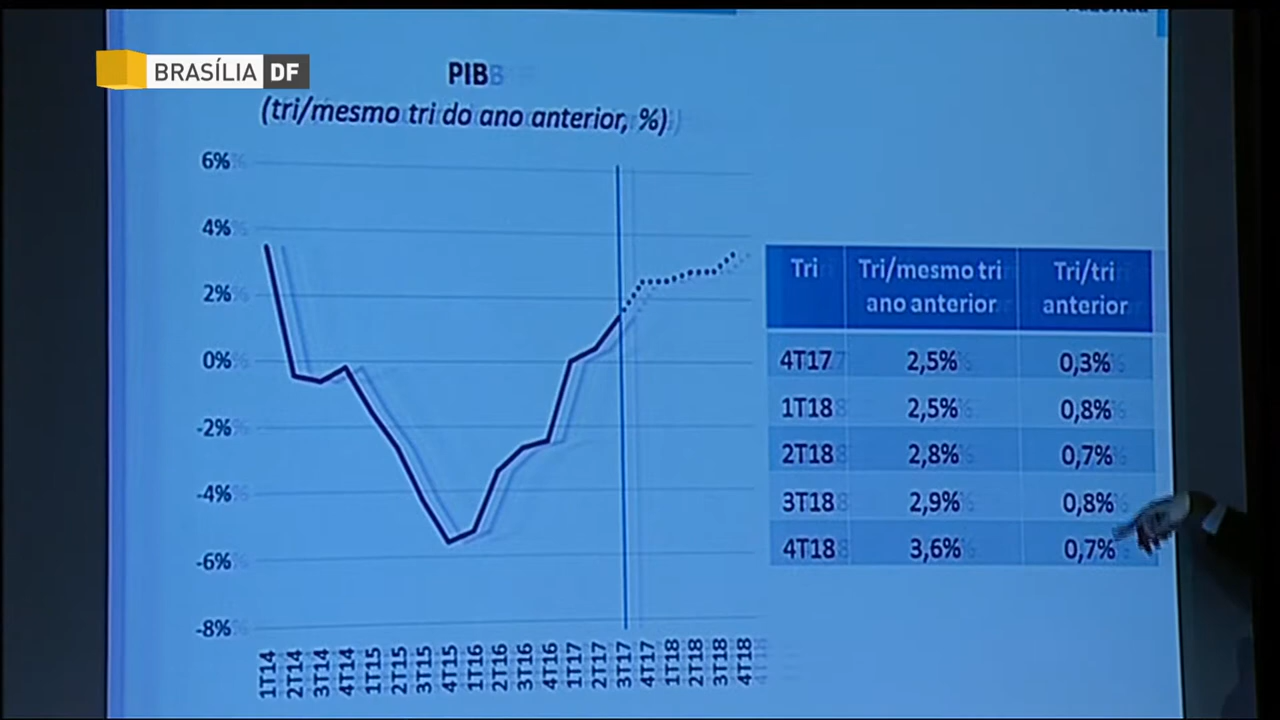 BRASÍLIA DF
PIB
(tri/mesmo tri do ano anterior, %)
6%
4%
2%
0%
-2%
-4%
-6%
-8%
1T14 2T14 3T14 4T14 1T15 2T15 3T15 4T15 1T16 2T16 3T16 4T16 1T17 2T17 3T17 4T17 1T18 2T18 3T18 4T18
Tri Tri/mesmo tri ano anterior Tri/tri anterior
4T17 2,5% 0,3%
1T18 2,5% 0,8%
2T18 2,8% 0,7%
3T18 2,9% 0,8%
4T18 3,6% 0,7%